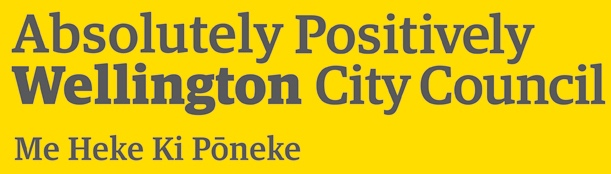 Absolutely Positively
Wellington City Council
Me Heke Ki Pōneke